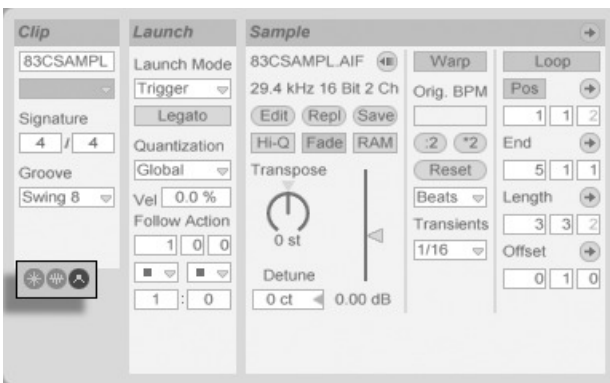 Clip
83CSAMPL
Signature
4 / 4
Groove
Swing 8
Launch
Launch Mode
Trigger
Legato
Quantization
Global
Vel 0.0 %
Follow Action
1 0 0
1 : 0
Sample
83CSAMPL.AIF
29.4 kHz 16 Bit 2 Ch
Edit Repl Save
Hi-Q Fade RAM
Transpose
0 st
Detune
0 ct 0.00 dB
Warp
Orig. BPM
:2 *2
Reset
Beats
Transients
1/16
Loop
Pos
1 1 2
End
5 1 1
Length
3 3 2
Offset
0 1 0